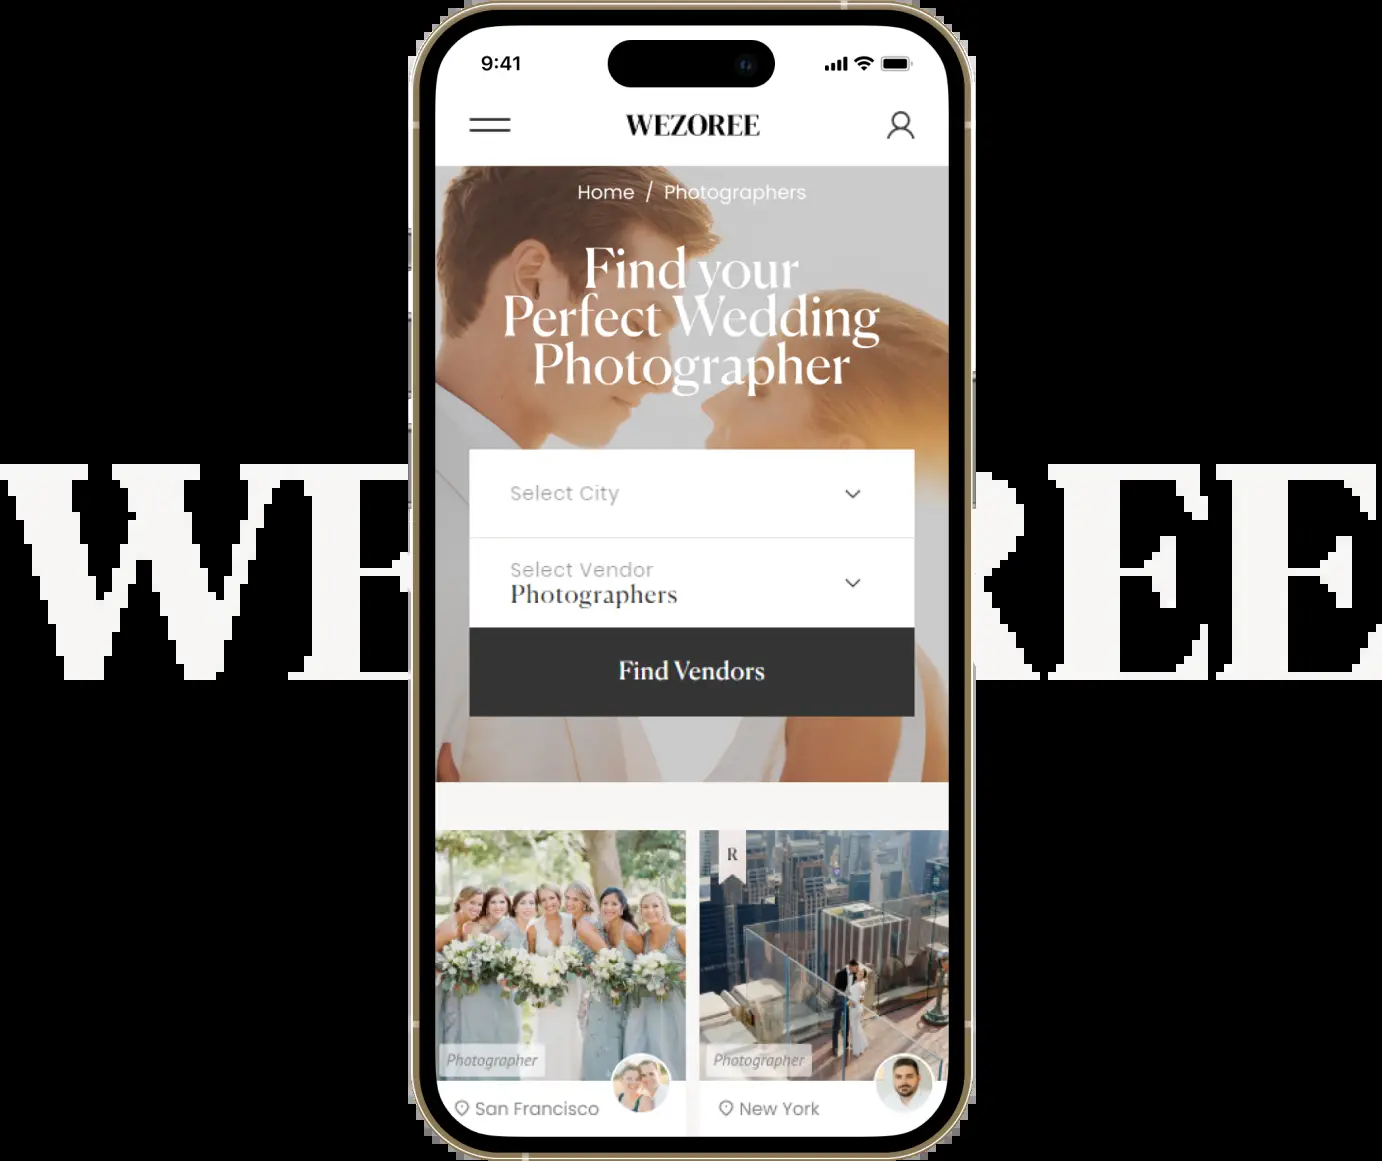 9:41
WEZOREE
Home / Photographers
Find your
Perfect Wedding
Photographer
Select City
Select Vendor
Photographers
Find Vendors
R
Photographer
Photographer
San Francisco
New York
WE REE